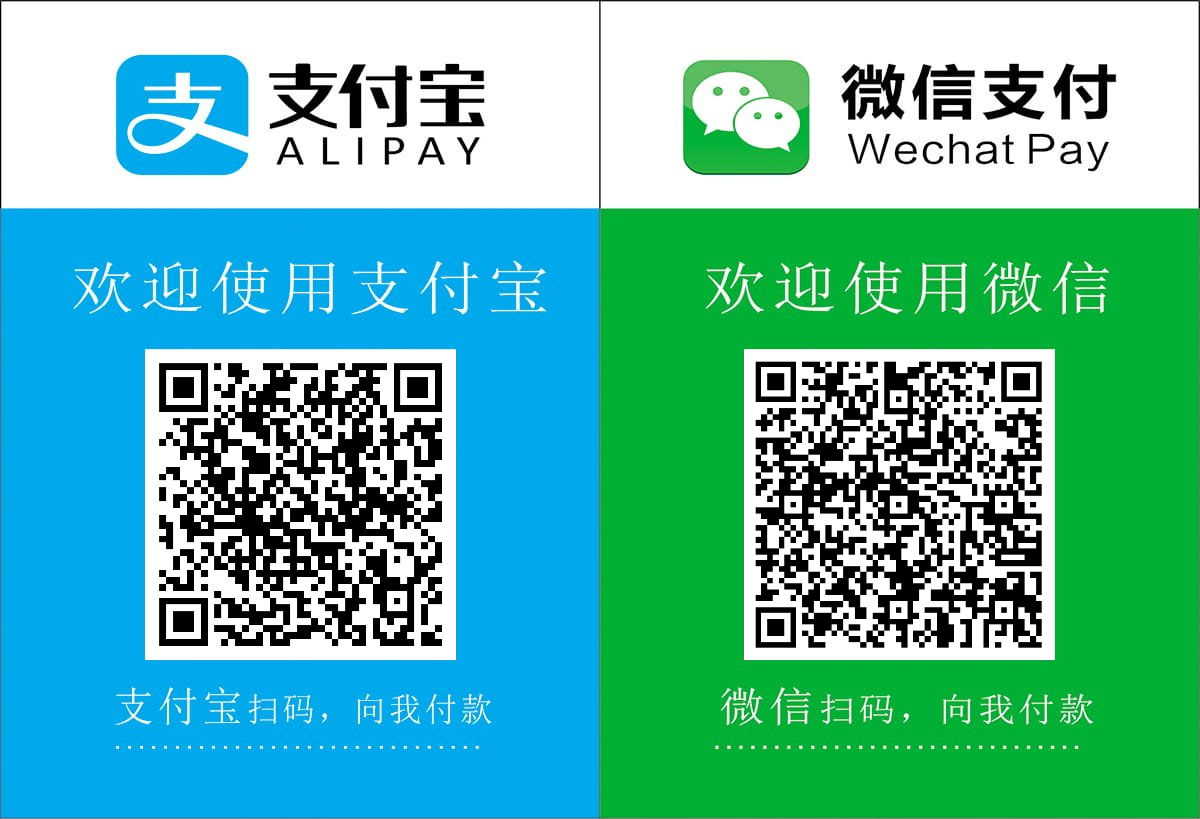 支付宝
ALIPAY
欢迎使用支付宝
支付宝扫码，向我付款
微信支付
Wechat Pay
欢迎使用微信
微信扫码，向我付款